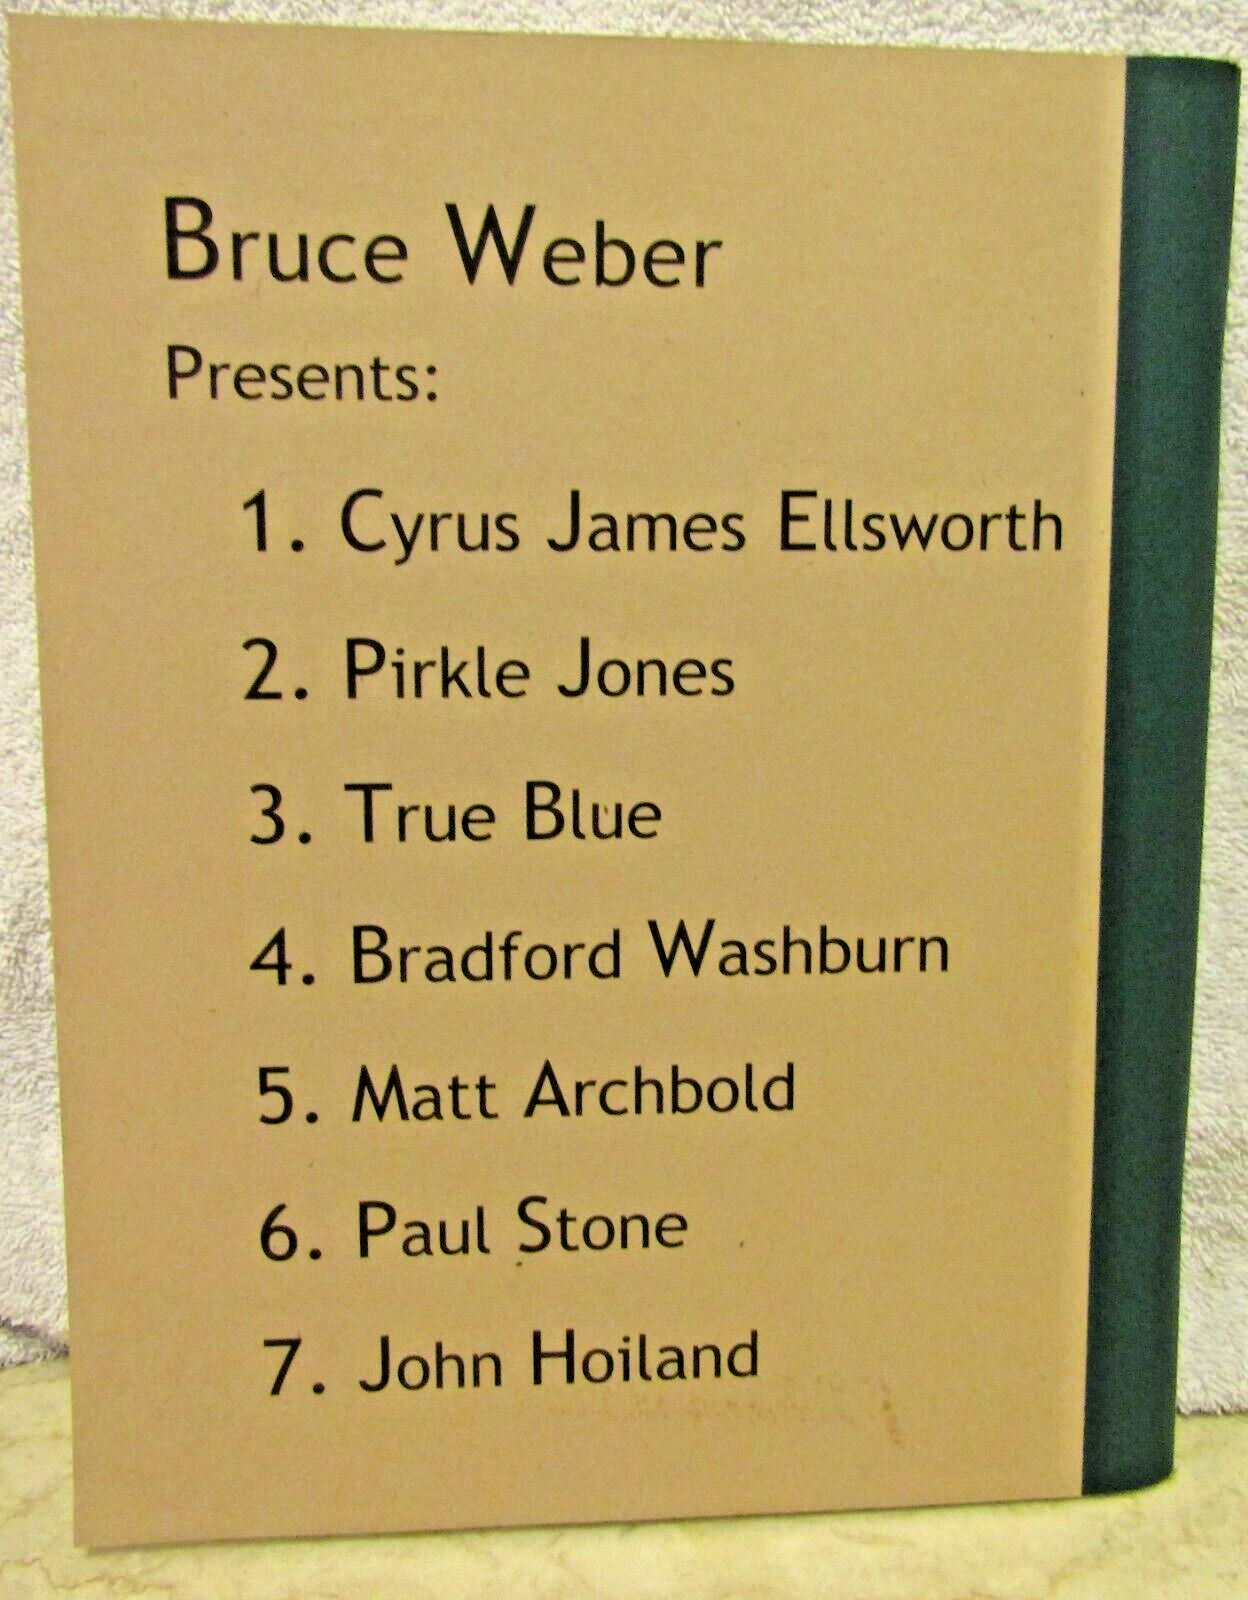 Bruce Weber
Presents:
1. Cyrus James Ellsworth
2. Pirkle Jones
3. True Blue
4. Bradford Washburn
5. Matt Archbold
6. Paul Stone
7. John Hoiland